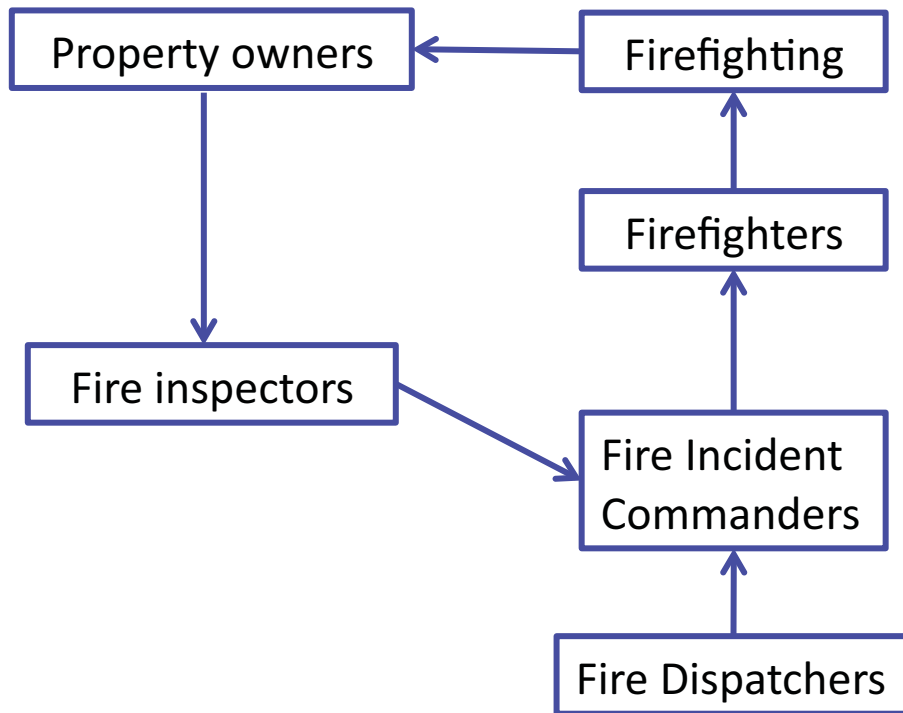 Property owners
Firefighting
Firefighters
Fire inspectors
Fire Incident
Commanders
Fire Dispatchers